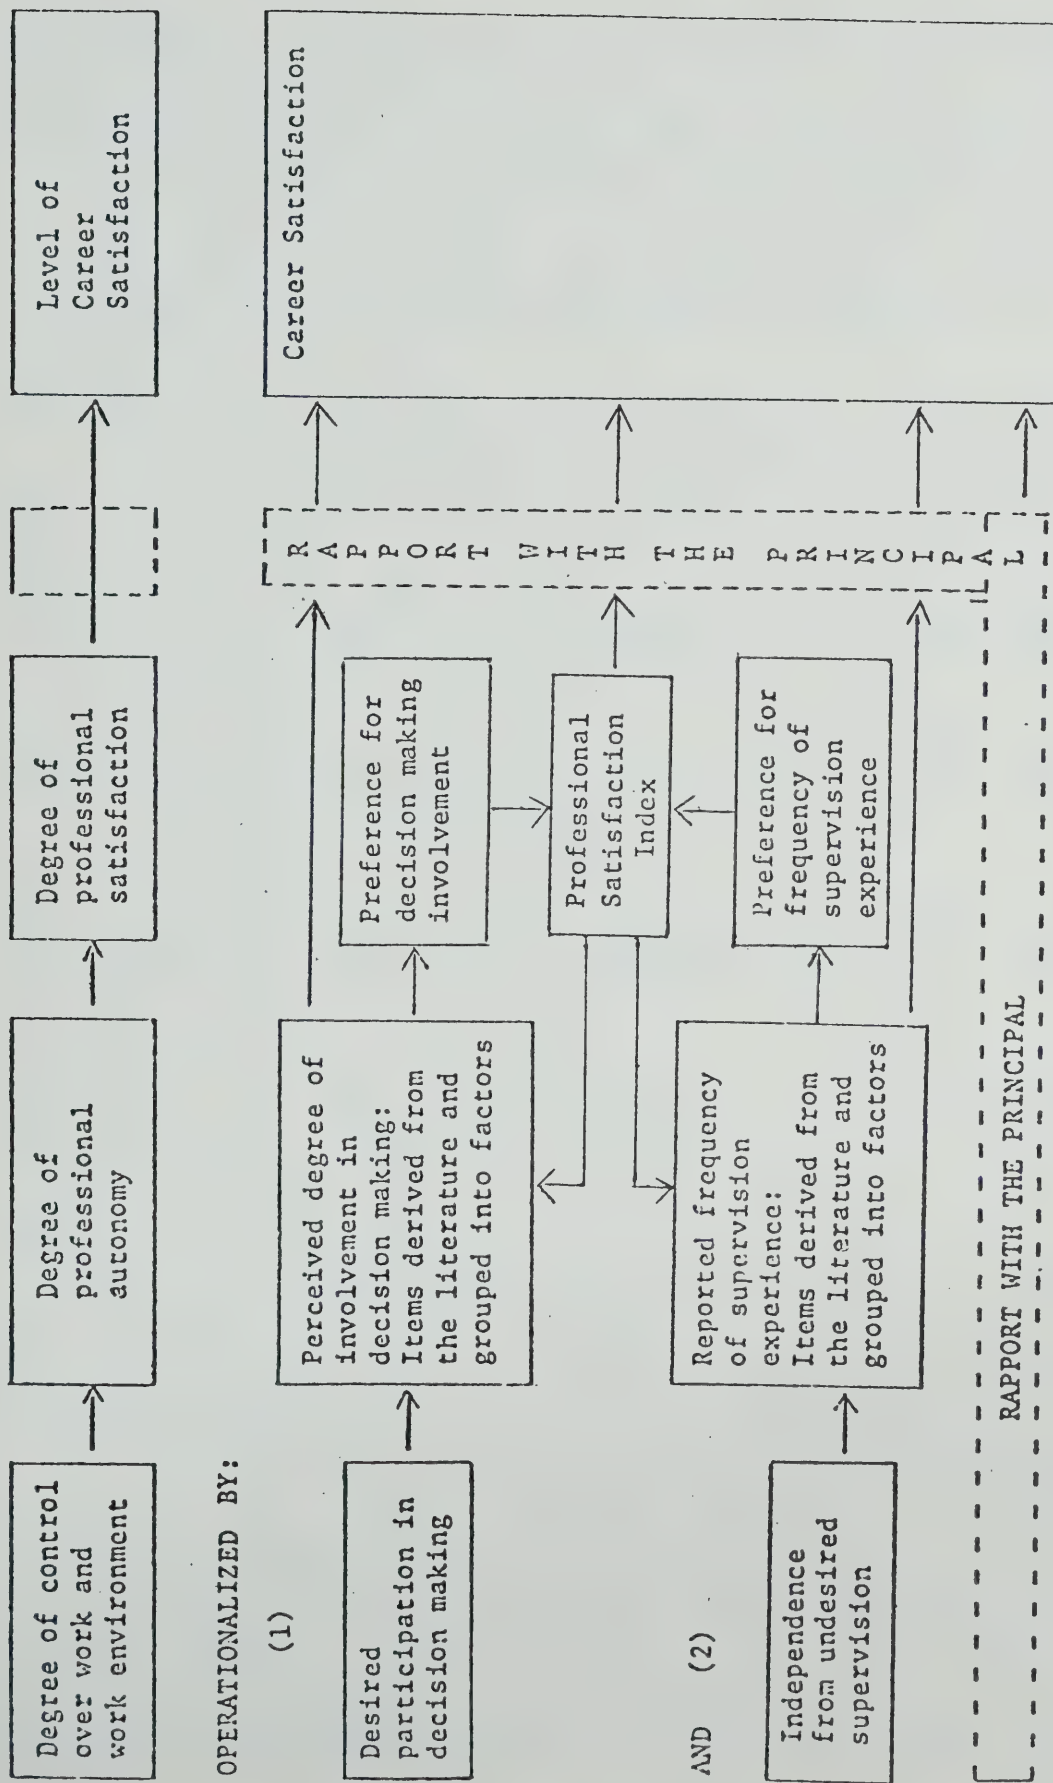 Degree of control
over work and
work environment
Degree of
professional
autonomy
Degree of
professional
satisfaction
Level of
Career
Satisfaction
OPERATIONALIZED BY:
(1)
Desired
participation in
decision making
Perceived degree of
involvement in
decision making:
Items derived from
the literature and
grouped into factors
Preference for
decision making
involvement
Professional
Satisfaction
Index
RAPPORT WITH THE PRINCIPAL
Career Satisfaction
AND (2)
Independence
from undesired
supervision
Reported frequency
of supervision
experience:
Items derived from
the literature and
grouped into factors
Preference for
frequency of
supervision
experience
RAPPORT WITH THE PRINCIPAL